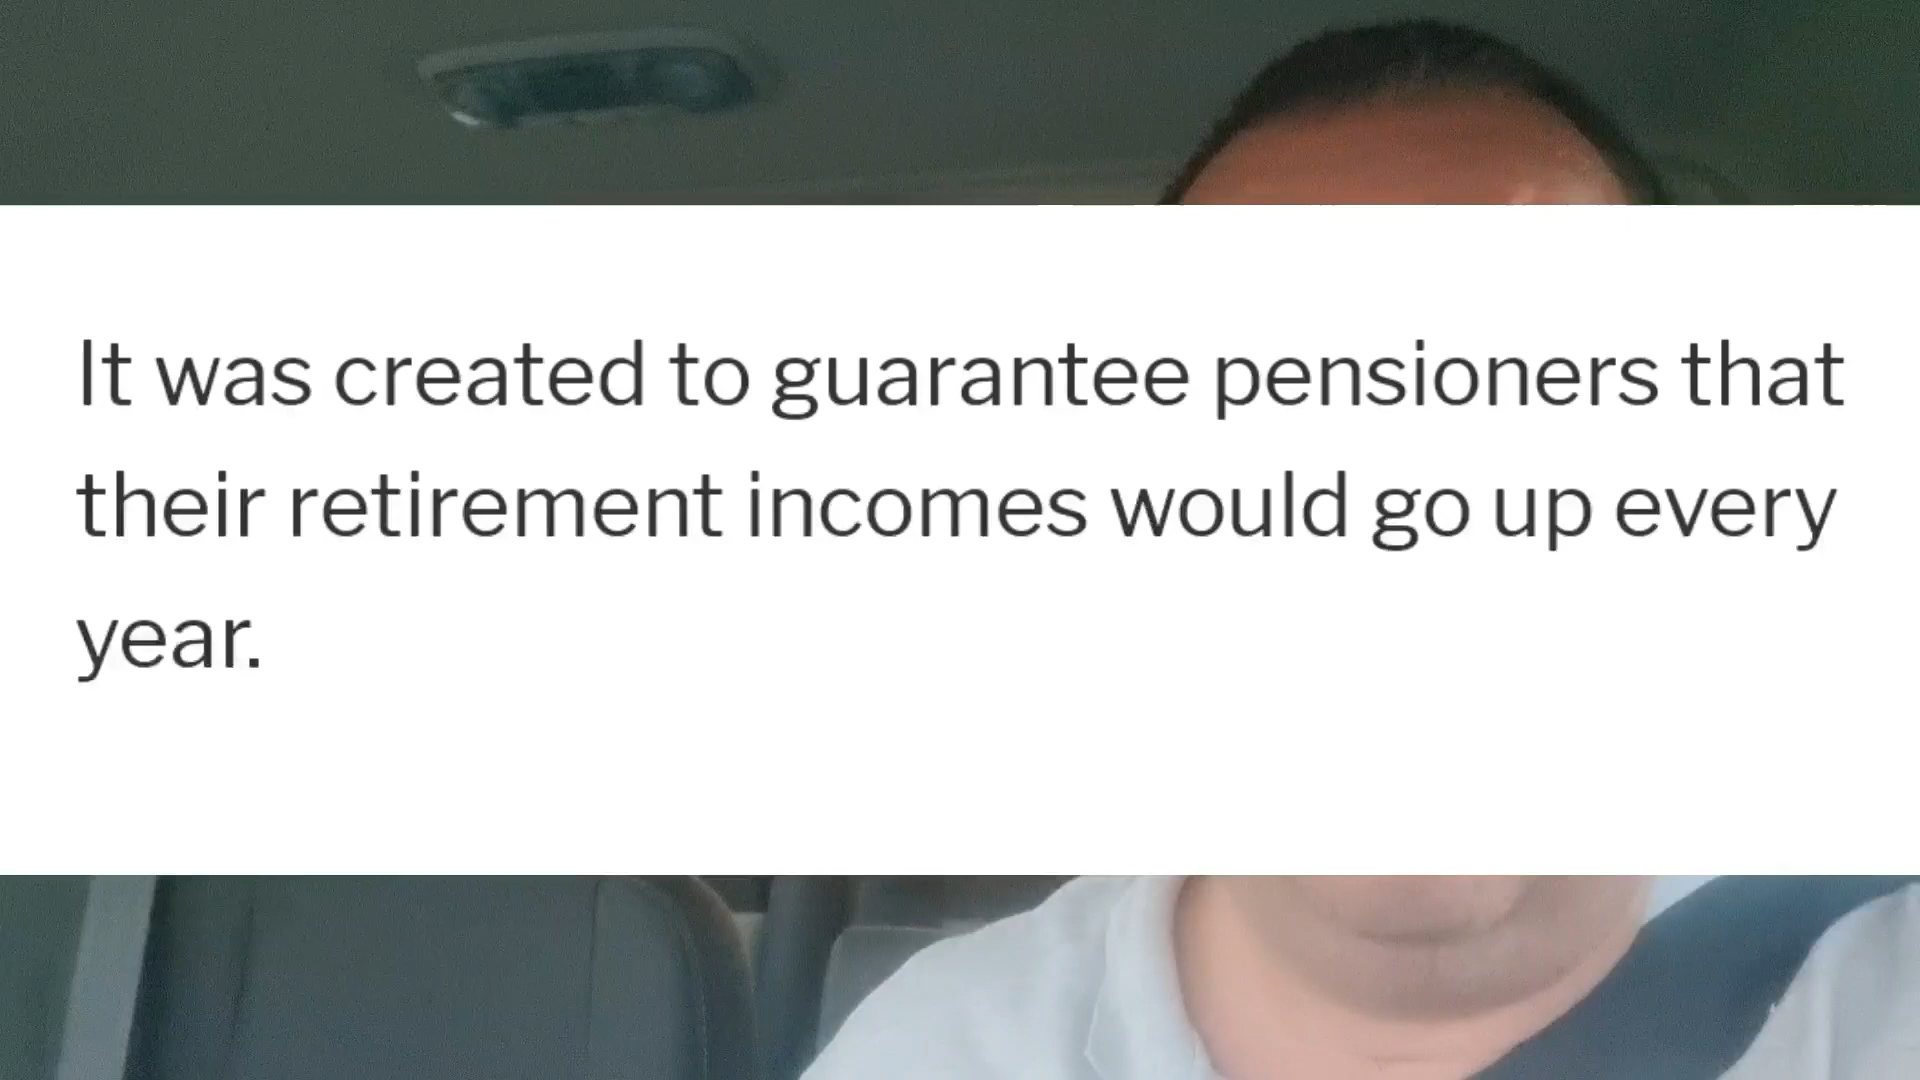 It was created to guarantee pensioners that
their retirement incomes would go up every
year.